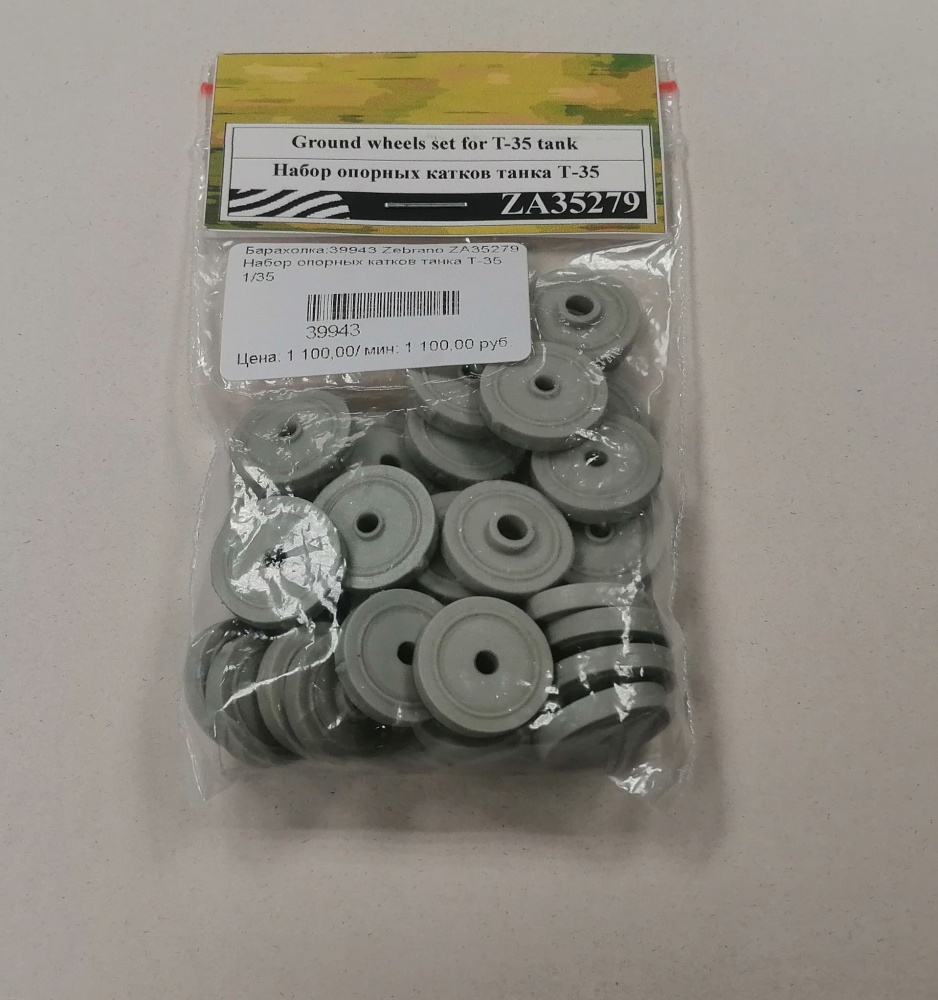 Ground wheels set for T-35 tank
Набор опорных катков танка Т-35
ZA35279
Барахолка:39943 Zebrano ZA35279
Набор опорных катков танка Т-35
1/35
39943
Цена: 1 100,00/ мин: 1 100,00 руб